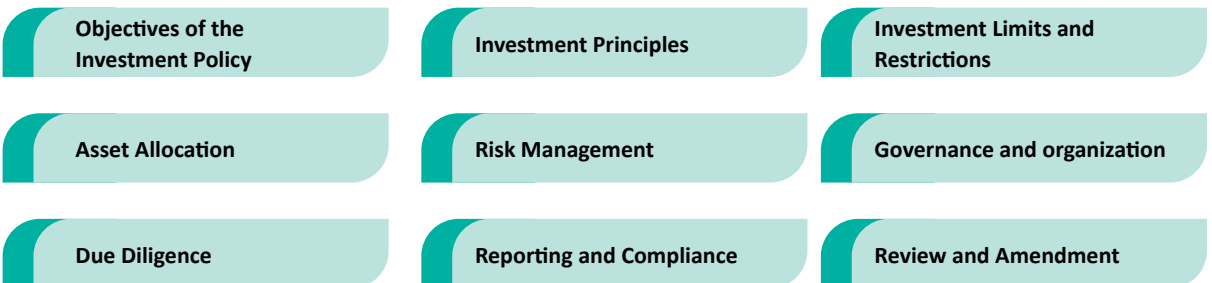 Objectives of the
Investment Policy
Investment Principles
Investment Limits and
Restrictions
Asset Allocation
Risk Management
Governance and organization
Due Diligence
Reporting and Compliance
Review and Amendment